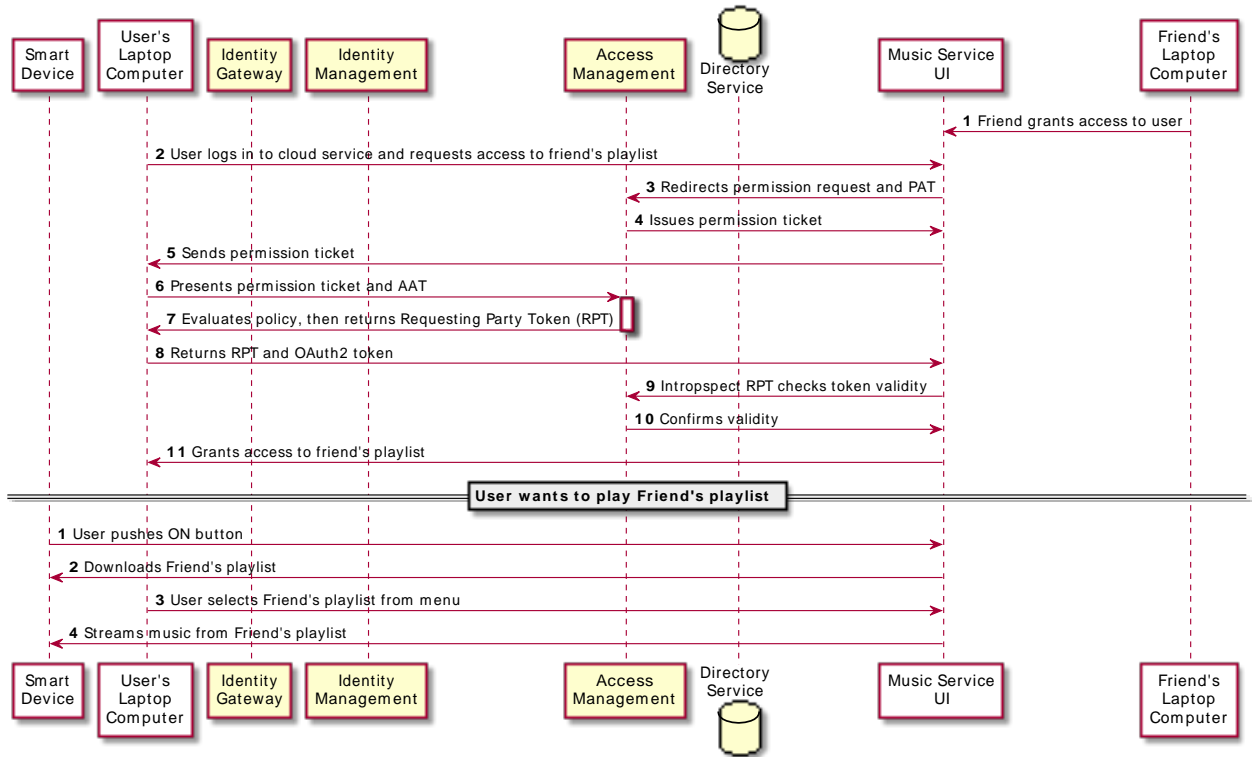 Smart
Device
User's
Laptop
Computer
Identity
Gateway
Identity
Management
Access
Management
Directory
Service
Music Service
UI
Friend's
Laptop
Computer
1 Friend grants access to user
2 User logs in to cloud service and requests access to friend's playlist
3 Redirects permission request and PAT
4 Issues permission ticket
5 Sends permission ticket
6 Presents permission ticket and AAT
7 Evaluates policy, then returns Requesting Party Token (RPT)
8 Returns RPT and OAuth2 token
9 Intropspect RPT checks token validity
10 Confirms validity
11 Grants access to friend's playlist
User wants to play Friend's playlist
1 User pushes ON button
2 Downloads Friend's playlist
3 User selects Friend's playlist from menu
4 Streams music from Friend's playlist
Smart
Device
User's
Laptop
Computer
Identity
Gateway
Identity
Management
Access
Management
Directory
Service
Music Service
UI
Friend's
Laptop
Computer